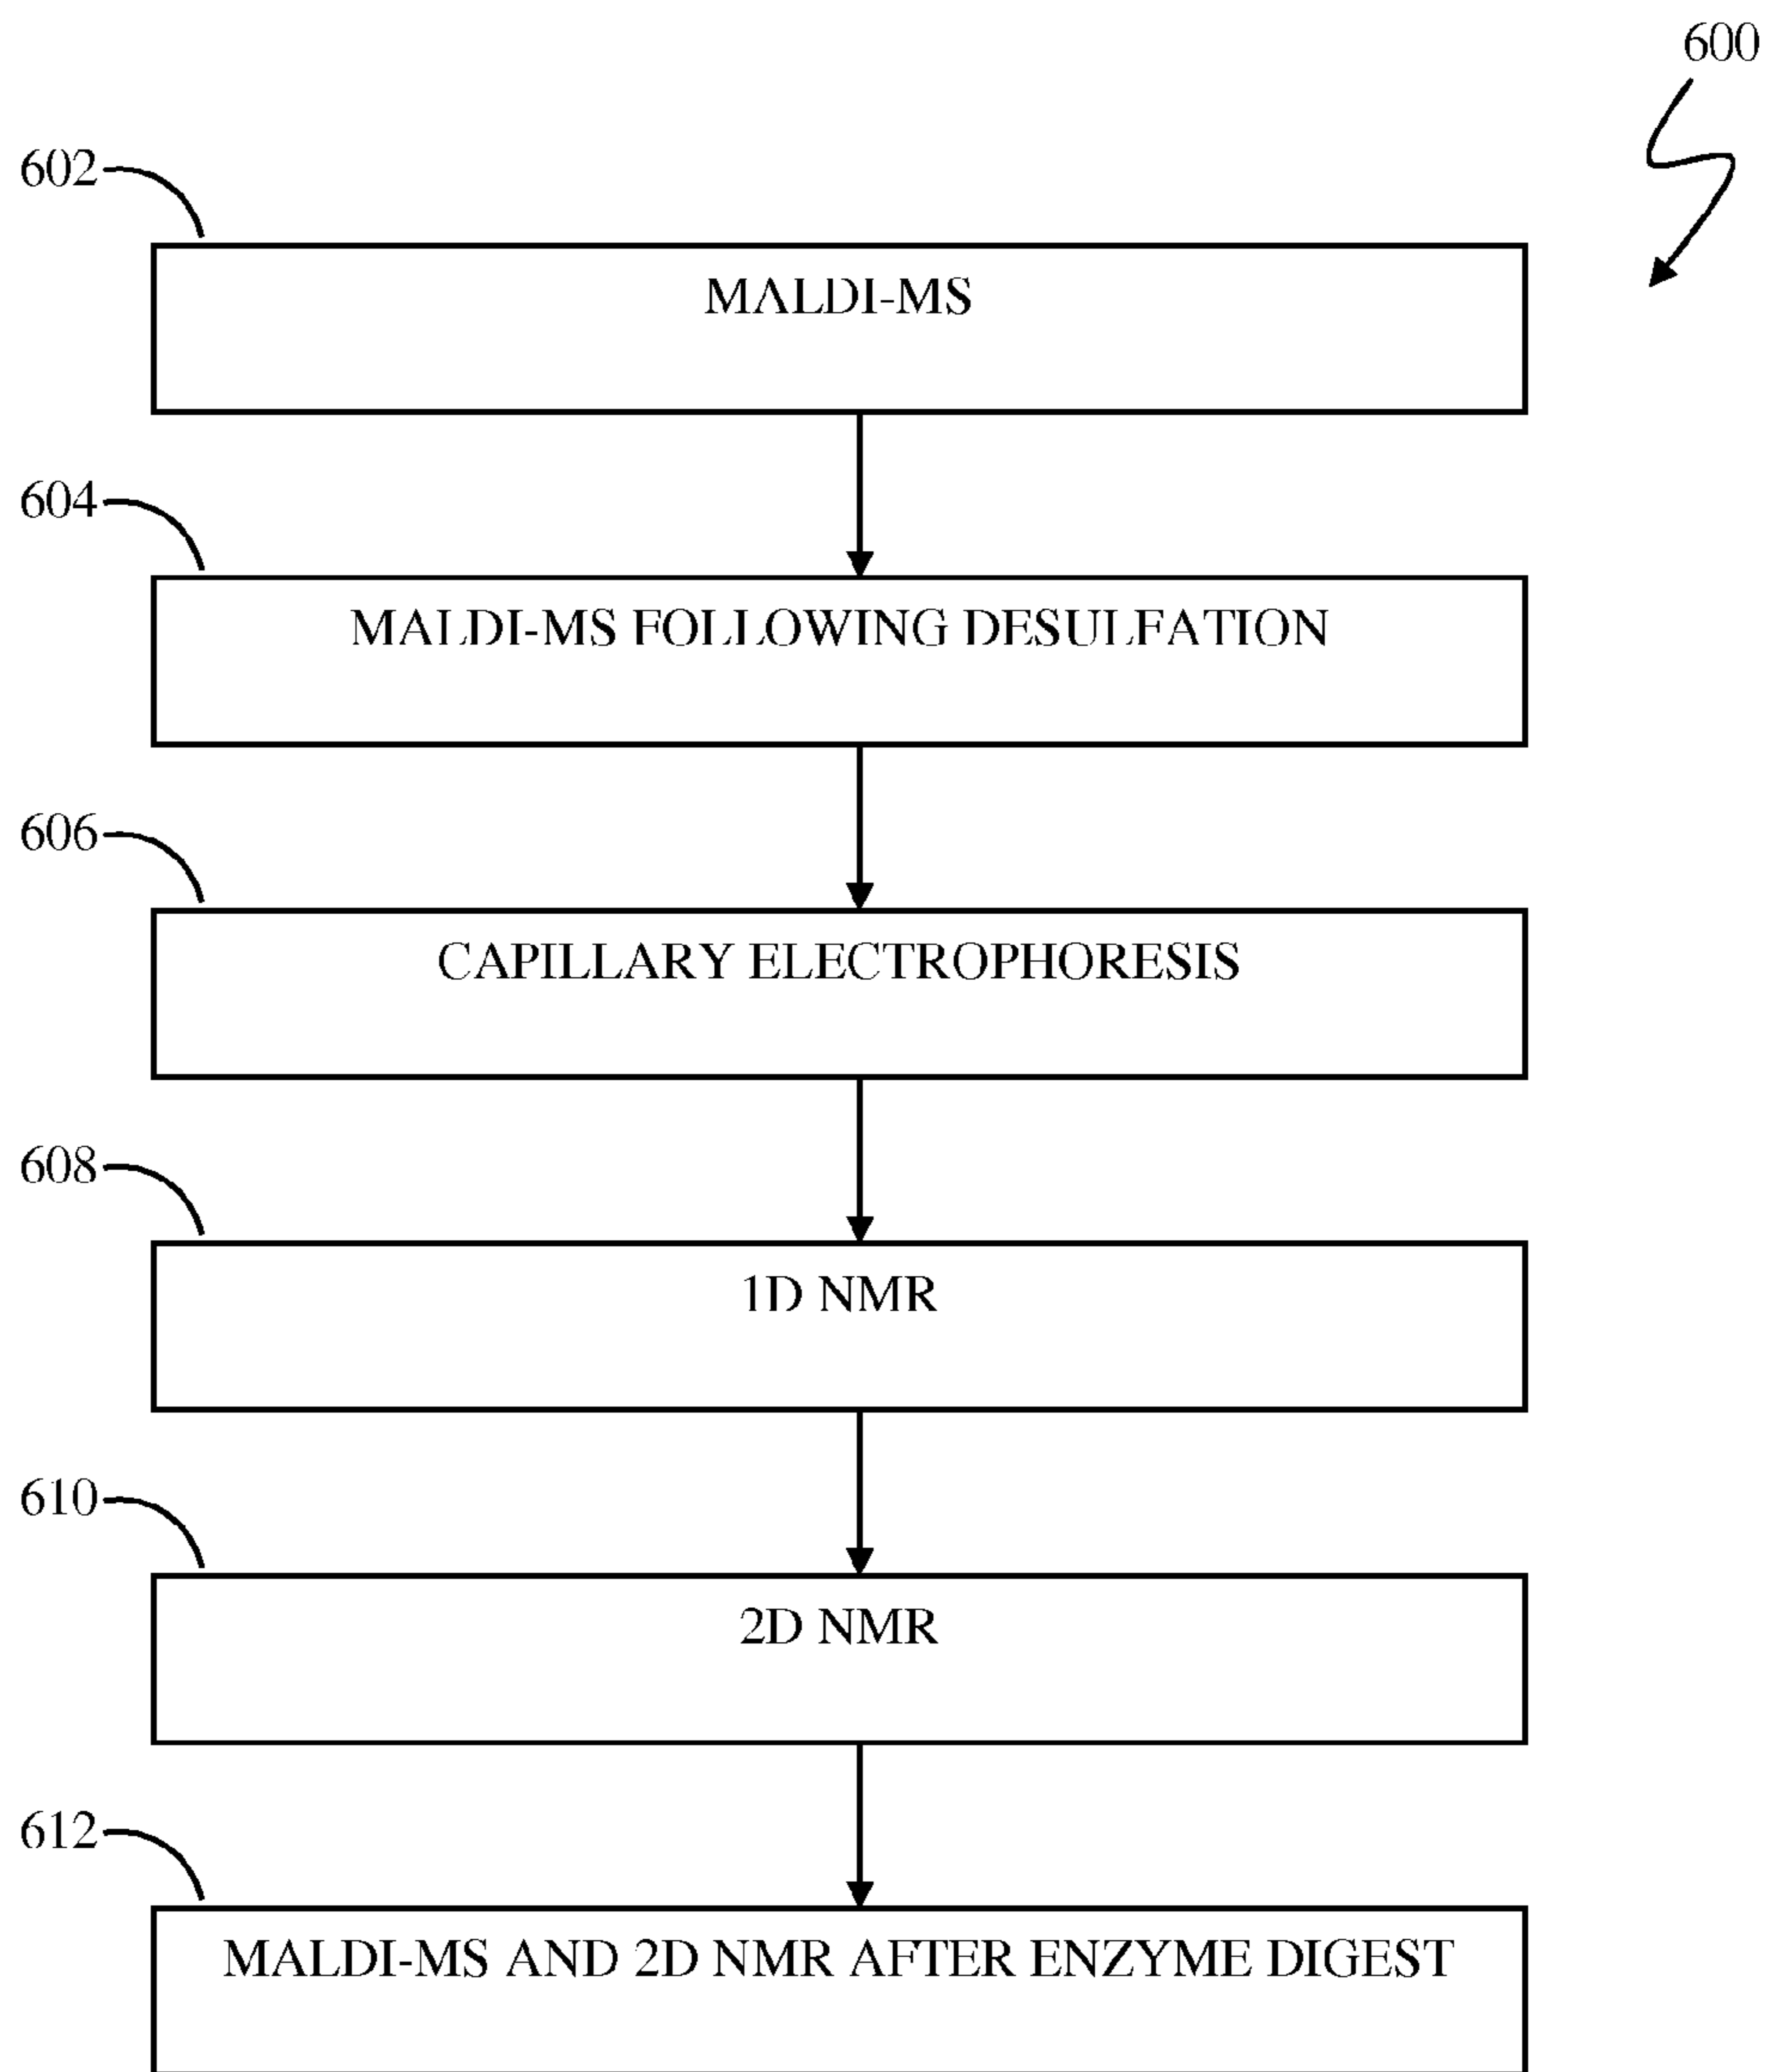 600
602
MALDI-MS
604
MALDI-MS FOLLOWING DESULFATION
606
CAPILLARY ELECTROPHORESIS
608
1D NMR
610
2D NMR
612
MALDI-MS AND 2D NMR AFTER ENZYME DIGEST